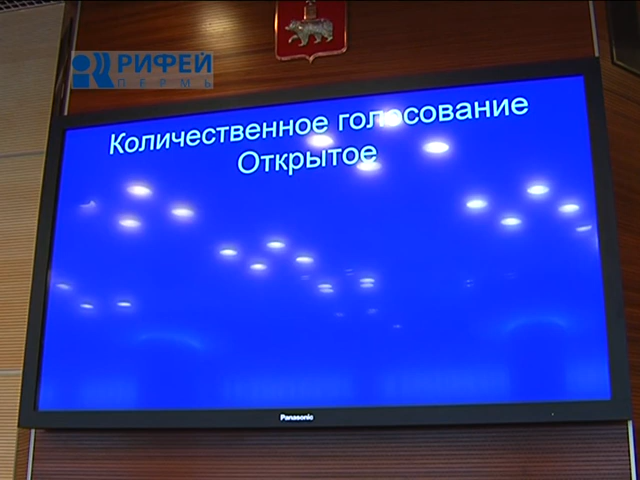 РИФЕЙ
ПЕРМЬ
Количественное голосование
Открытое
Panasonic